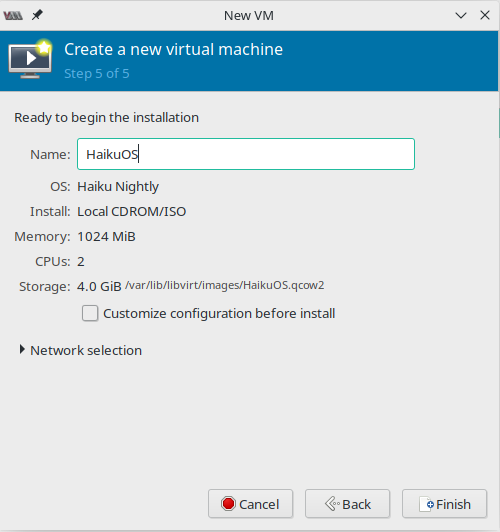 New VM
Create a new virtual machine
Step 5 of 5
Ready to begin the installation
Name: HaikuOS
OS: Haiku Nightly
Install: Local CDROM/ISO
Memory: 1024 MiB
CPUs: 2
Storage: 4.0 GiB /var/lib/libvirt/images/HaikuOS.qcow2
Customize configuration before install
Network selection
Cancel Back Finish